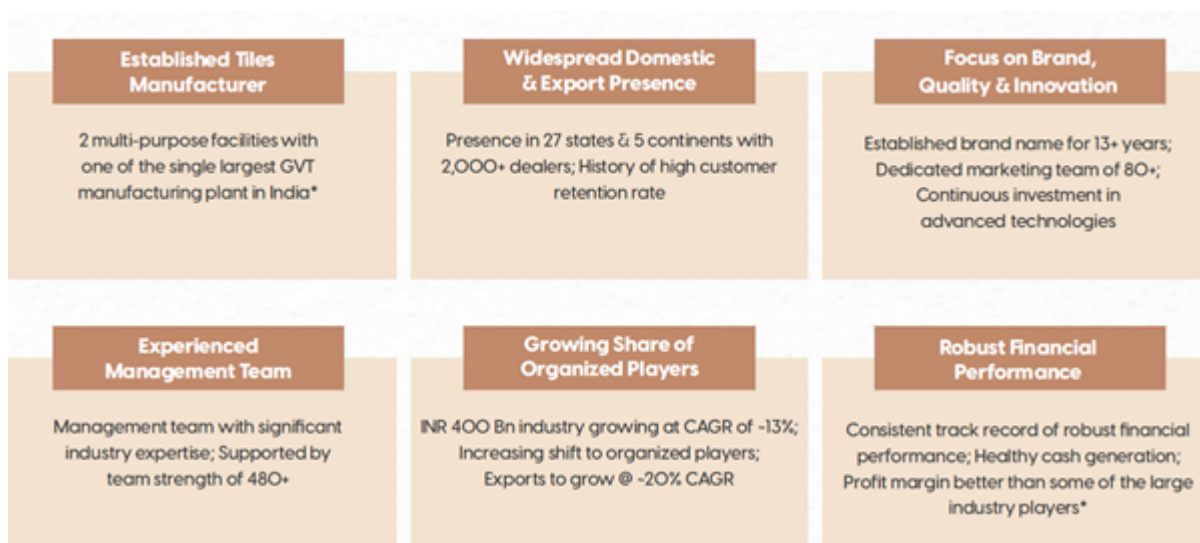 Established Tiles
Manufacturer
2 multi-purpose facilities with
one of the single largest GVT
manufacturing plant in India*
Widespread Domestic
& Export Presence
Presence in 27 states & 5 continents with
2,000+ dealers; History of high customer
retention rate
Focus on Brand,
Quality & Innovation
Established brand name for 13+ years;
Dedicated marketing team of 80+;
Continuous investment in
advanced technologies
Experienced
Management Team
Management team with significant
industry expertise; Supported by
team strength of 480+
Growing Share of
Organized Players
INR 400 Bn industry growing at CAGR of ~13%;
Increasing shift to organized players;
Exports to grow @ ~20% CAGR
Robust Financial
Performance
Consistent track record of robust financial
performance; Healthy cash generation;
Profit margin better than some of the large
industry players*